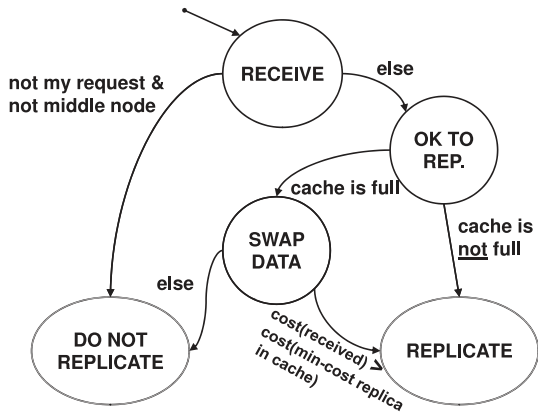 RECEIVE
else
not my request &
not middle node
OK TO
REP.
cache is full
cache is
not full
SWAP
DATA
else
cost(received) >
cost(min-cost replica
in cache)
DO NOT
REPLICATE
REPLICATE